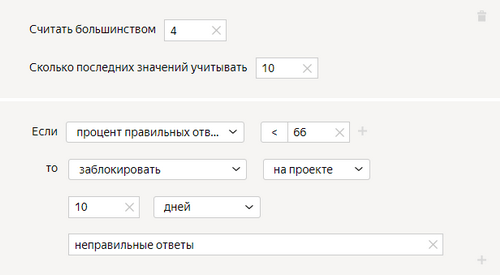 Считать большинством 4
Сколько последних значений учитывать 10
Если процент правильных отв... < 66
то заблокировать на проекте
10 дней
неправильные ответы